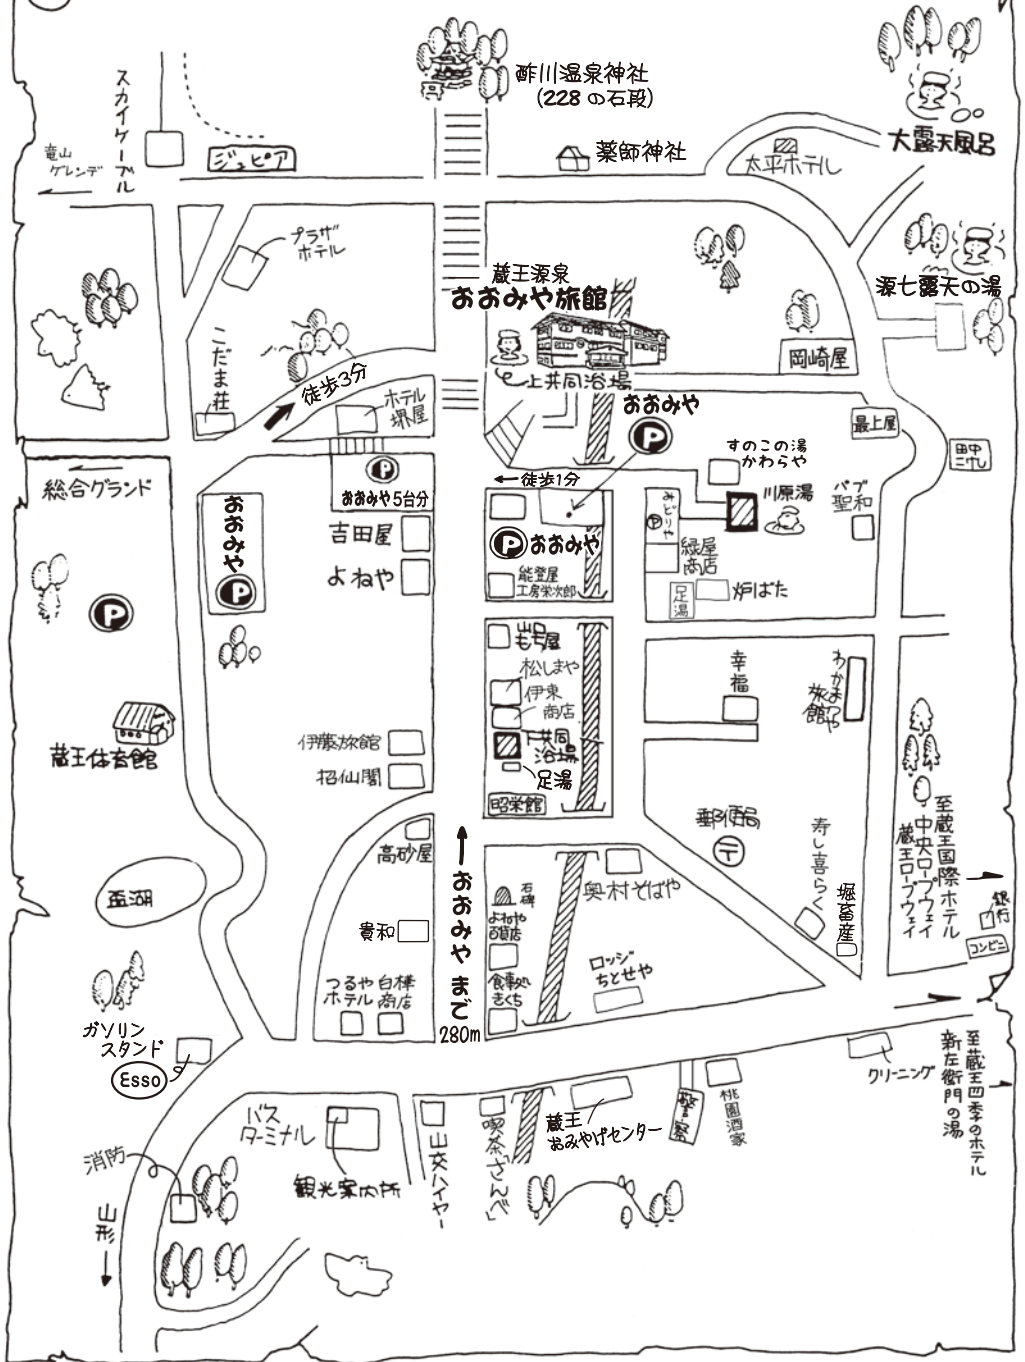 酢川温泉神社
(228の石段)
スカイケーブル
竜山
ゲレンデ
ジュピア
薬師神社
太平ホテル
大露天風呂
プラザ
ホテル
蔵王源泉
おおみや旅館
源七露天の湯
こだま荘
徒歩3分
ホテル
堺屋
上共同浴場
岡崎屋
おおみや
P
最上屋
すのこの湯
かわらや
総合グランド
P
おおみや5台分
徒歩1分
みどりや
P
川原湯
パブ
聖和
おおみや
P
吉田屋
よねや
P
おおみや
能登屋
工房栄次郎
緑屋
商店
足湯
炉ばた
P
山口
もち屋
松しまや
伊東
商店
下共同
浴場
足湯
昭栄館
幸福
わかまつや
旅館
蔵王体育館
伊藤旅館
招仙閣
高砂屋
郵便局
〒
寿し喜らく
堀畜産
至蔵王国際ホテル
中央ロープウェイ
蔵王ロープウェイ
銀行
コンビニ
盃湖
貴和
おおみやまで
280m
石碑
よねや
百貨店
食事処
きくち
奥村そばや
ロッジ
ちとせや
つるや
ホテル
白樺
商店
ガソリン
スタンド
Esso
クリーニング
至蔵王四季のホテル
新左衛門の湯
バス
ターミナル
観光案内所
山交ハイヤー
喫茶「ざんべ」
蔵王
おみやげセンター
警察
桃園酒家
消防
山形